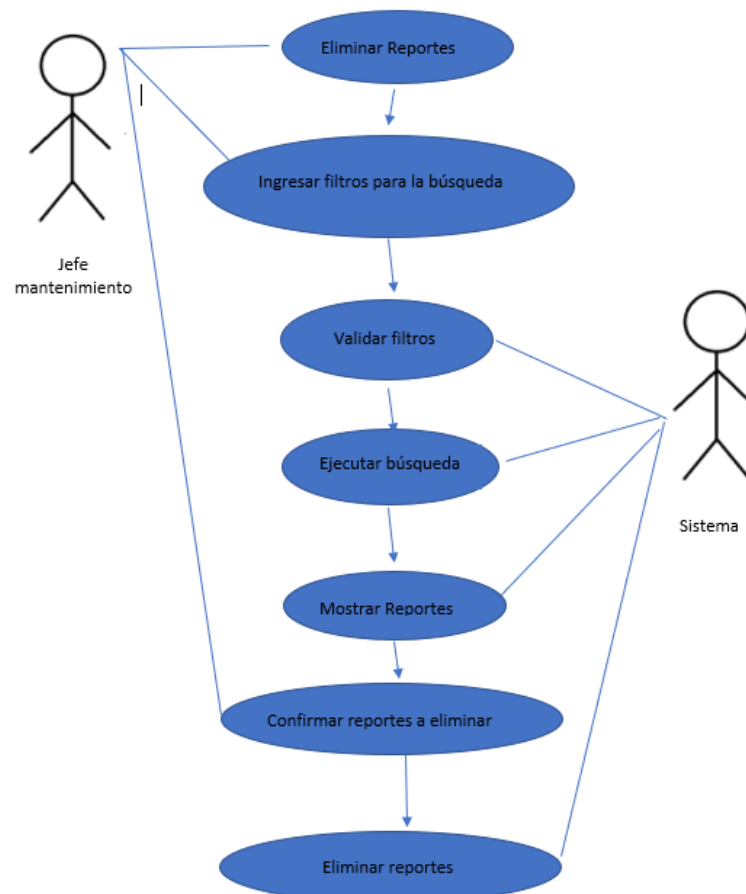 Eliminar Reportes
Ingresar filtros para la búsqueda
Jefe
mantenimiento
Validar filtros
Ejecutar búsqueda
Sistema
Mostrar Reportes
Confirmar reportes a eliminar
Eliminar reportes